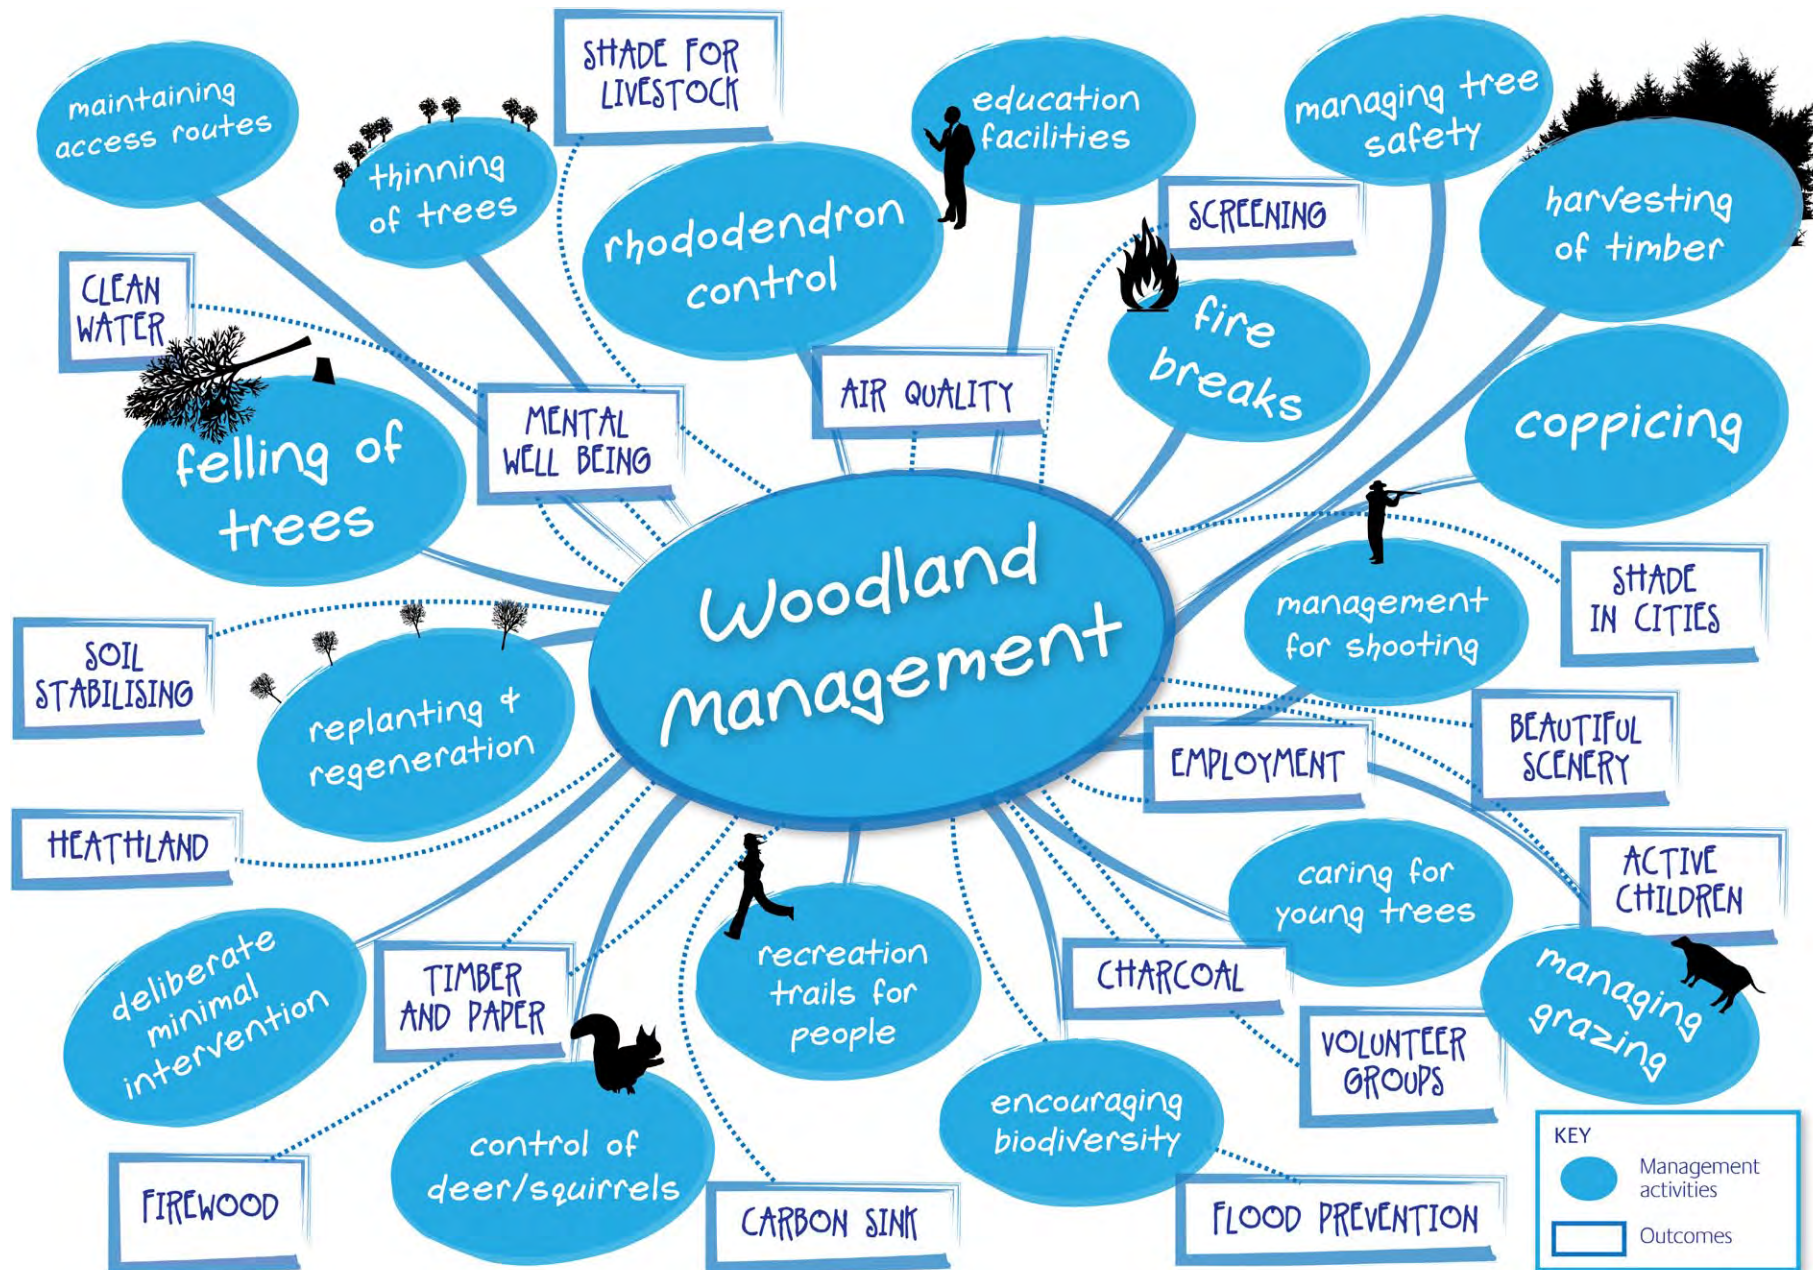 maintaining
access routes
thinning
of trees
SHADE FOR
LIVESTOCK
education
facilities
managing tree
safety
harvesting
of timber
rhododendron
control
SCREENING
CLEAN
WATER
fire
breaks
AIR QUALITY
MENTAL
WELL BEING
coppicing
felling of
trees
Woodland
Management
management
for shooting
SHADE
IN CITIES
SOIL
STABILISING
replanting &
regeneration
EMPLOYMENT
BEAUTIFUL
SCENERY
HEATHLAND
caring for
young trees
ACTIVE
CHILDREN
deliberate
minimal
intervention
TIMBER
AND PAPER
recreation
trails for
people
CHARCOAL
managing
grazing
VOLUNTEER
GROUPS
encouraging
biodiversity
control of
deer/squirrels
FIREWOOD
CARBON SINK
FLOOD PREVENTION
KEY
Management
activities
Outcomes